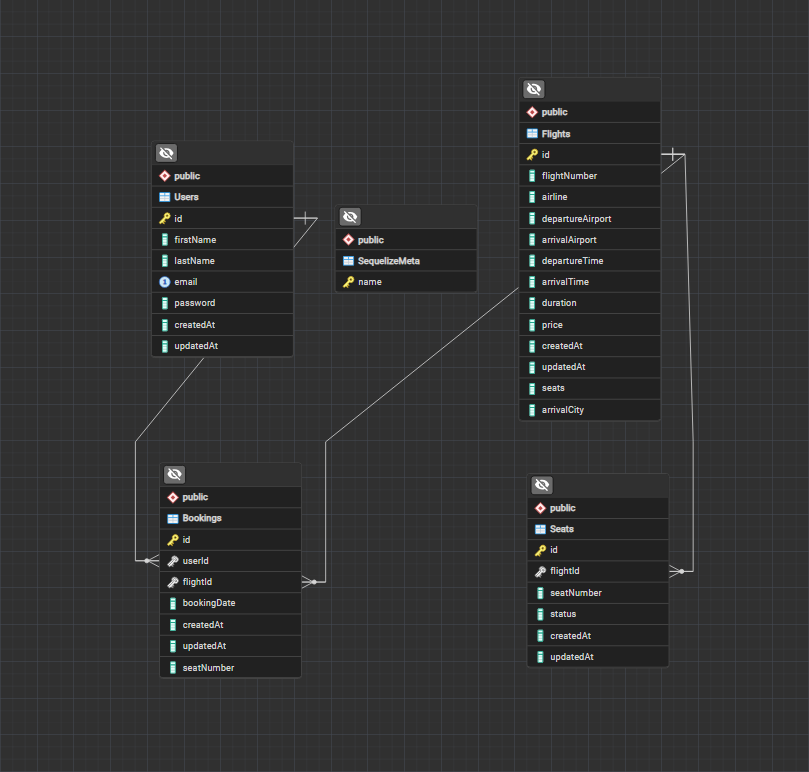 public
Users
id
firstName
lastName
email
password
createdAt
updatedAt
public
SequelizeMeta
name
public
Flights
id
flightNumber
airline
departureAirport
arrivalAirport
departureTime
arrivalTime
duration
price
createdAt
updatedAt
seats
arrivalCity
public
Bookings
id
userId
flightId
bookingDate
createdAt
updatedAt
seatNumber
public
Seats
id
flightId
seatNumber
status
createdAt
updatedAt